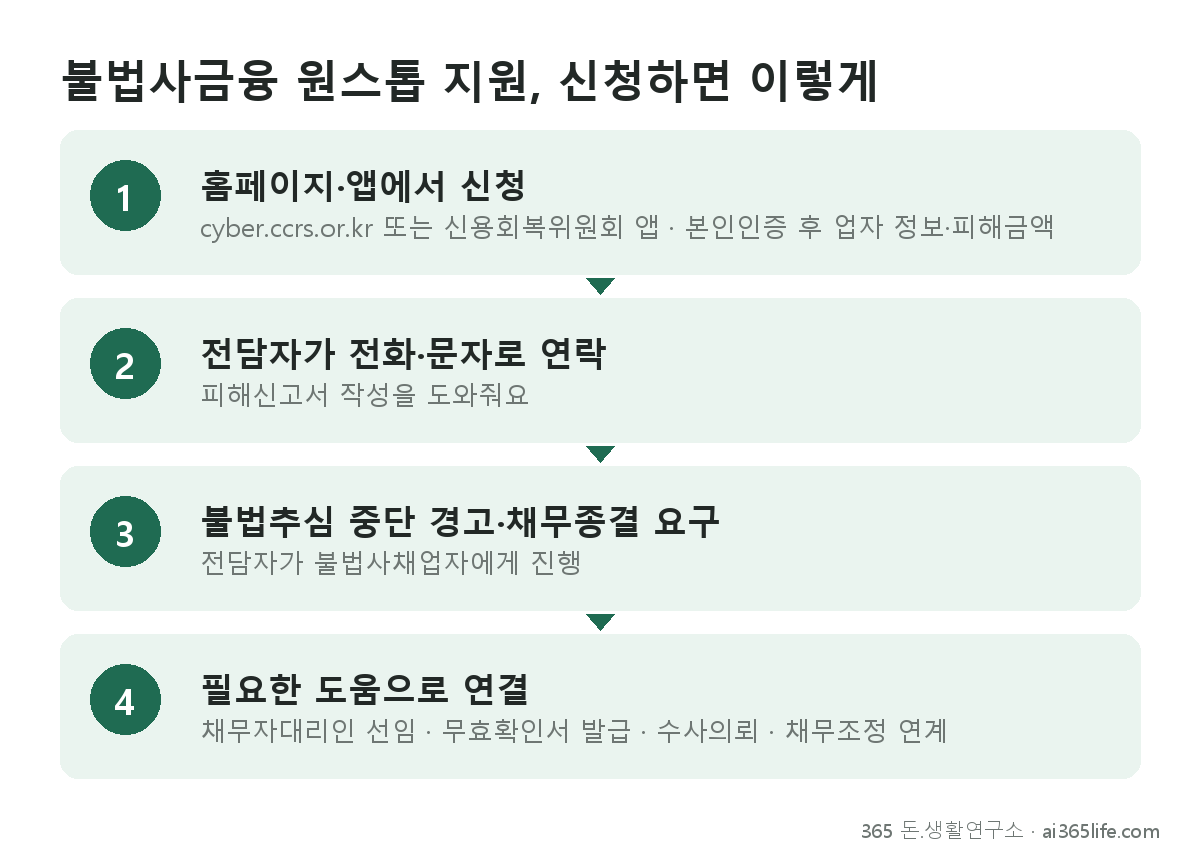 불법사금융 원스톱 지원, 신청하면 이렇게
1
홈페이지·앱에서 신청
cyber.ccrs.or.kr 또는 신용회복위원회 앱 · 본인인증 후 업자 정보·피해금액
2
전담자가 전화·문자로 연락
피해신고서 작성을 도와줘요
3
불법추심 중단 경고·채무종결 요구
전담자가 불법사채업자에게 진행
4
필요한 도움으로 연결
채무자대리인 선임 · 무효확인서 발급 · 수사의뢰 · 채무조정 연계
365 돈.생활연구소 · ai365life.com